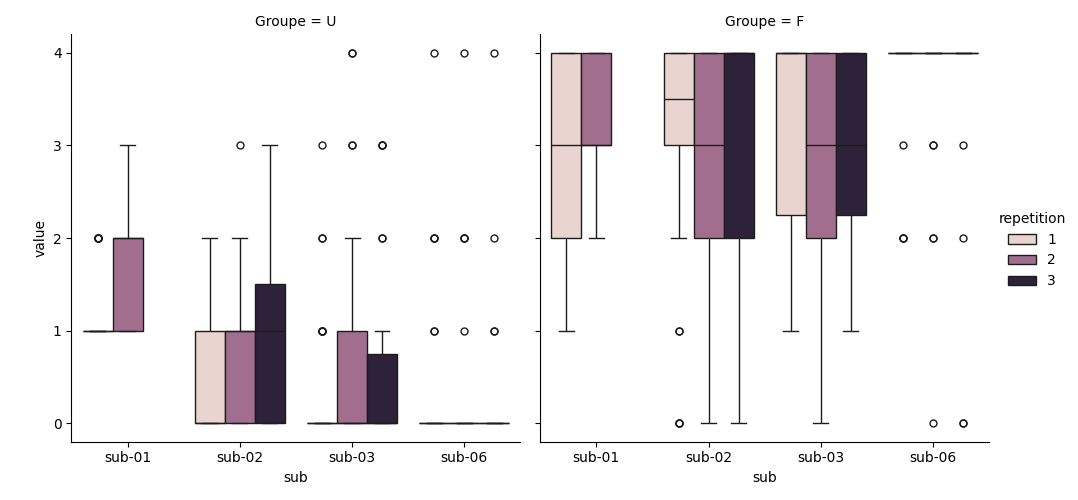 Groupe = U
Groupe = F
4
3
2
1
0
value
sub-01
sub-02
sub-03
sub-06
sub
sub-01
sub-02
sub-03
sub-06
sub
repetition
1
2
3